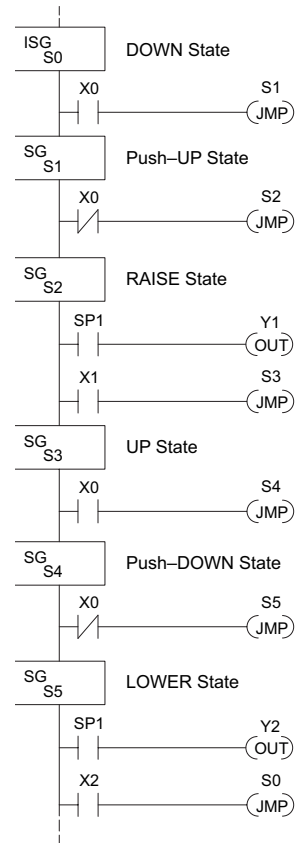 ISG
S0
DOWN State
X0
S1
JMP
SG
S1
Push–UP State
X0
S2
JMP
SG
S2
RAISE State
SP1
Y1
OUT
X1
S3
JMP
SG
S3
UP State
X0
S4
JMP
SG
S4
Push–DOWN State
X0
S5
JMP
SG
S5
LOWER State
SP1
Y2
OUT
X2
S0
JMP